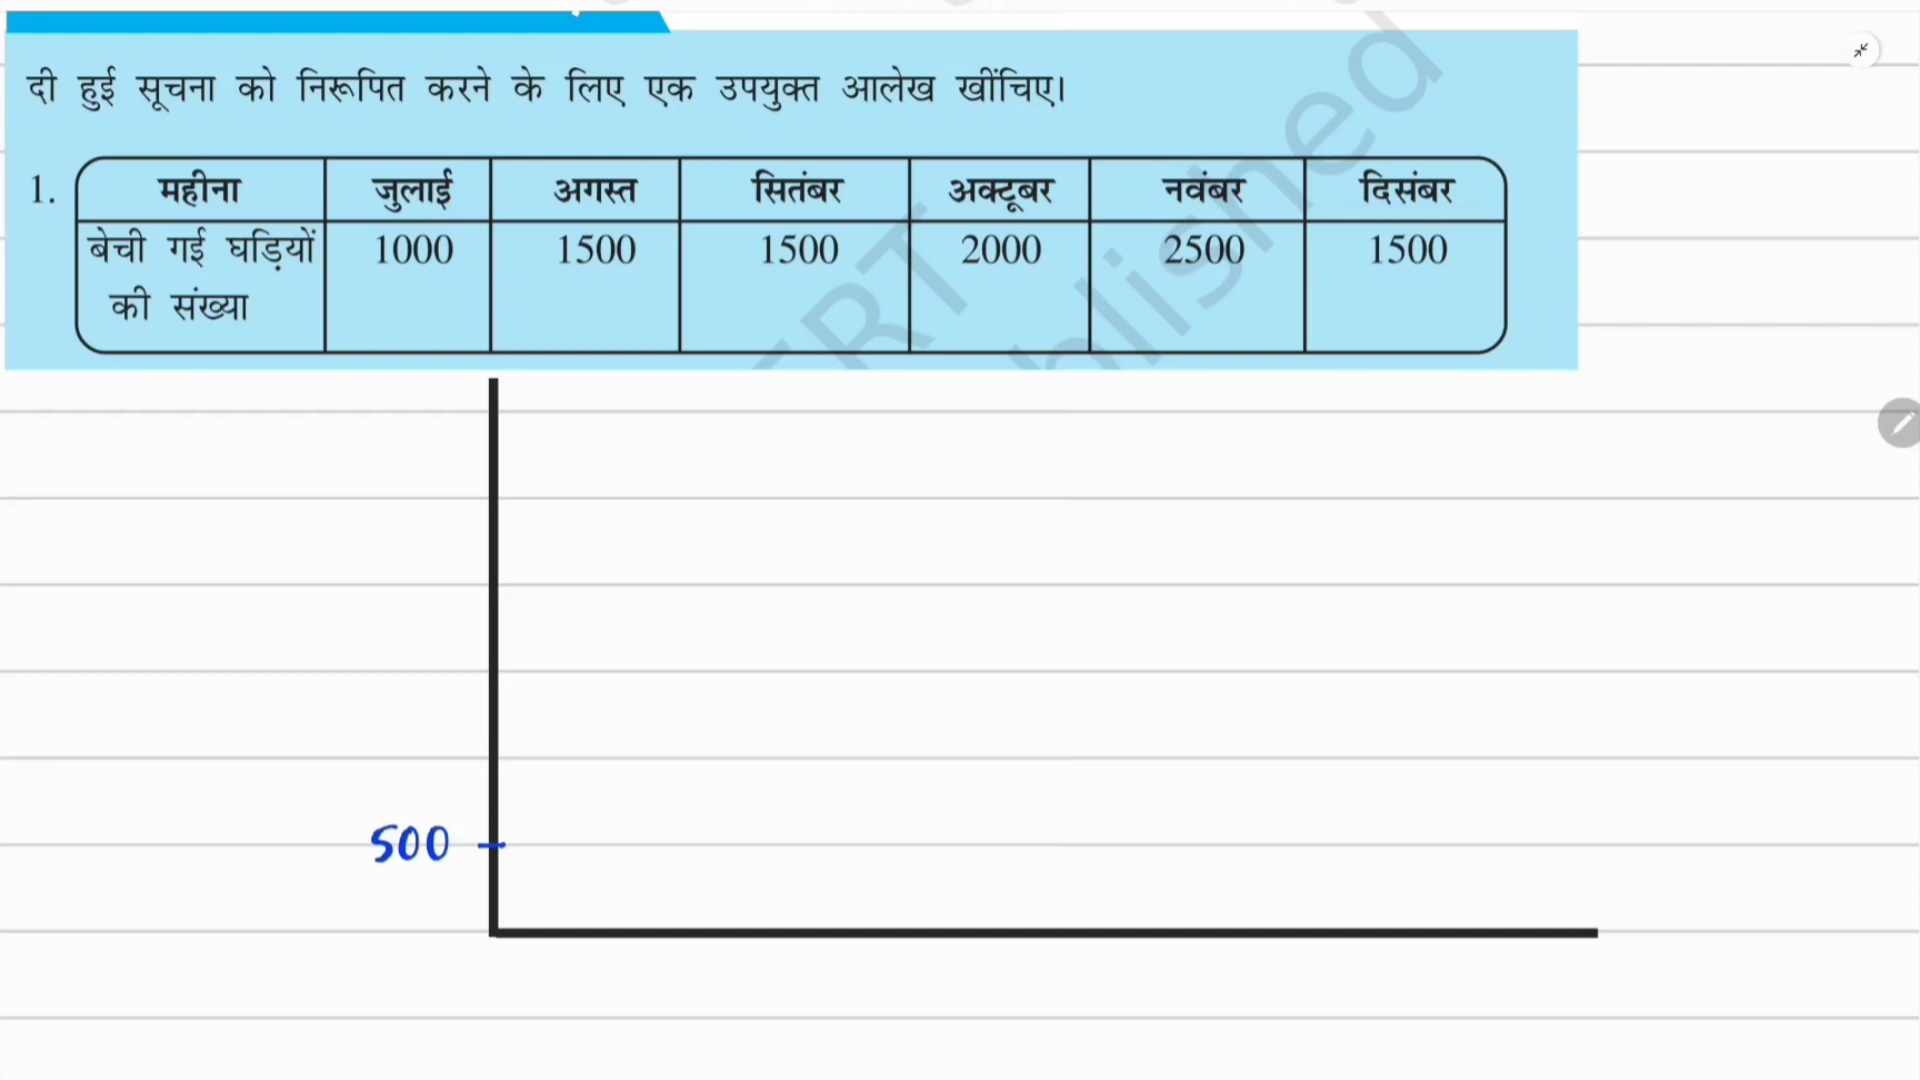 दी हुई सूचना को निरूपित करने के लिए एक उपयुक्त आलेख खींचिए।
1. महीना जुलाई अगस्त सितंबर अक्टूबर नवंबर दिसंबर
बेची गई घड़ियों 1000 1500 1500 2000 2500 1500
की संख्या
500